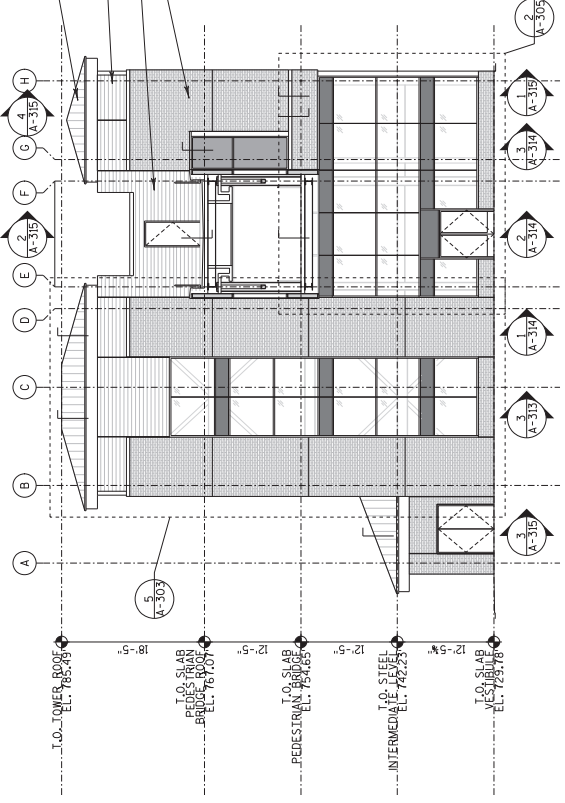 2
A-305
H
G
F
E
D
C
B
A
4
A-315
2
A-315
1
A-315
3
A-314
2
A-314
1
A-314
3
A-313
3
A-315
5
A-303
T.O. TOWER ROOF
EL. 785.49'
18'-5"
T.O. SLAB
PEDESTRIAN
BRIDGE ROOF
EL. 767.07'
12'-5"
T.O. SLAB
PEDESTRIAN BRIDGE
EL. 754.65'
12'-5"
T.O. STEEL
INTERMEDIATE LEVEL
EL. 742.23'
T.O. SLAB
VESTIBULE
EL. 729.78'